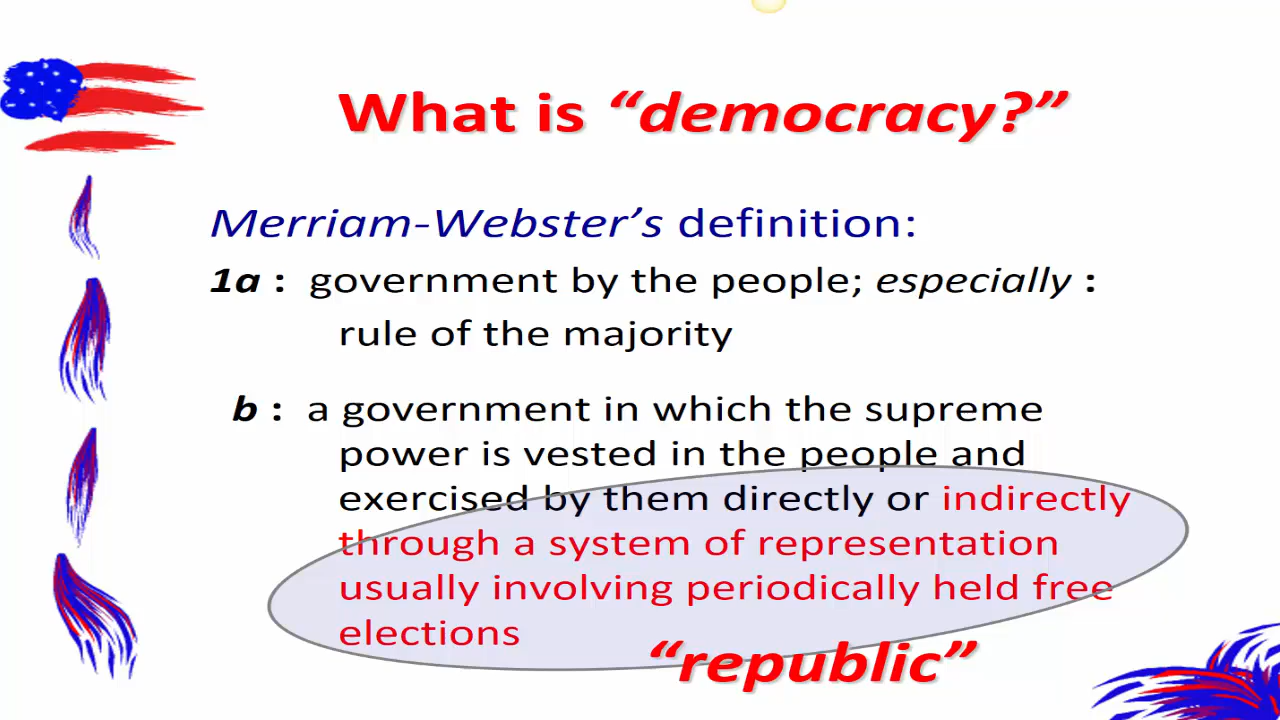 What is “democracy?”
Merriam-Webster’s definition:
1a : government by the people; especially :
rule of the majority
b : a government in which the supreme
power is vested in the people and
exercised by them directly or indirectly
through a system of representation
usually involving periodically held free
elections
“republic”